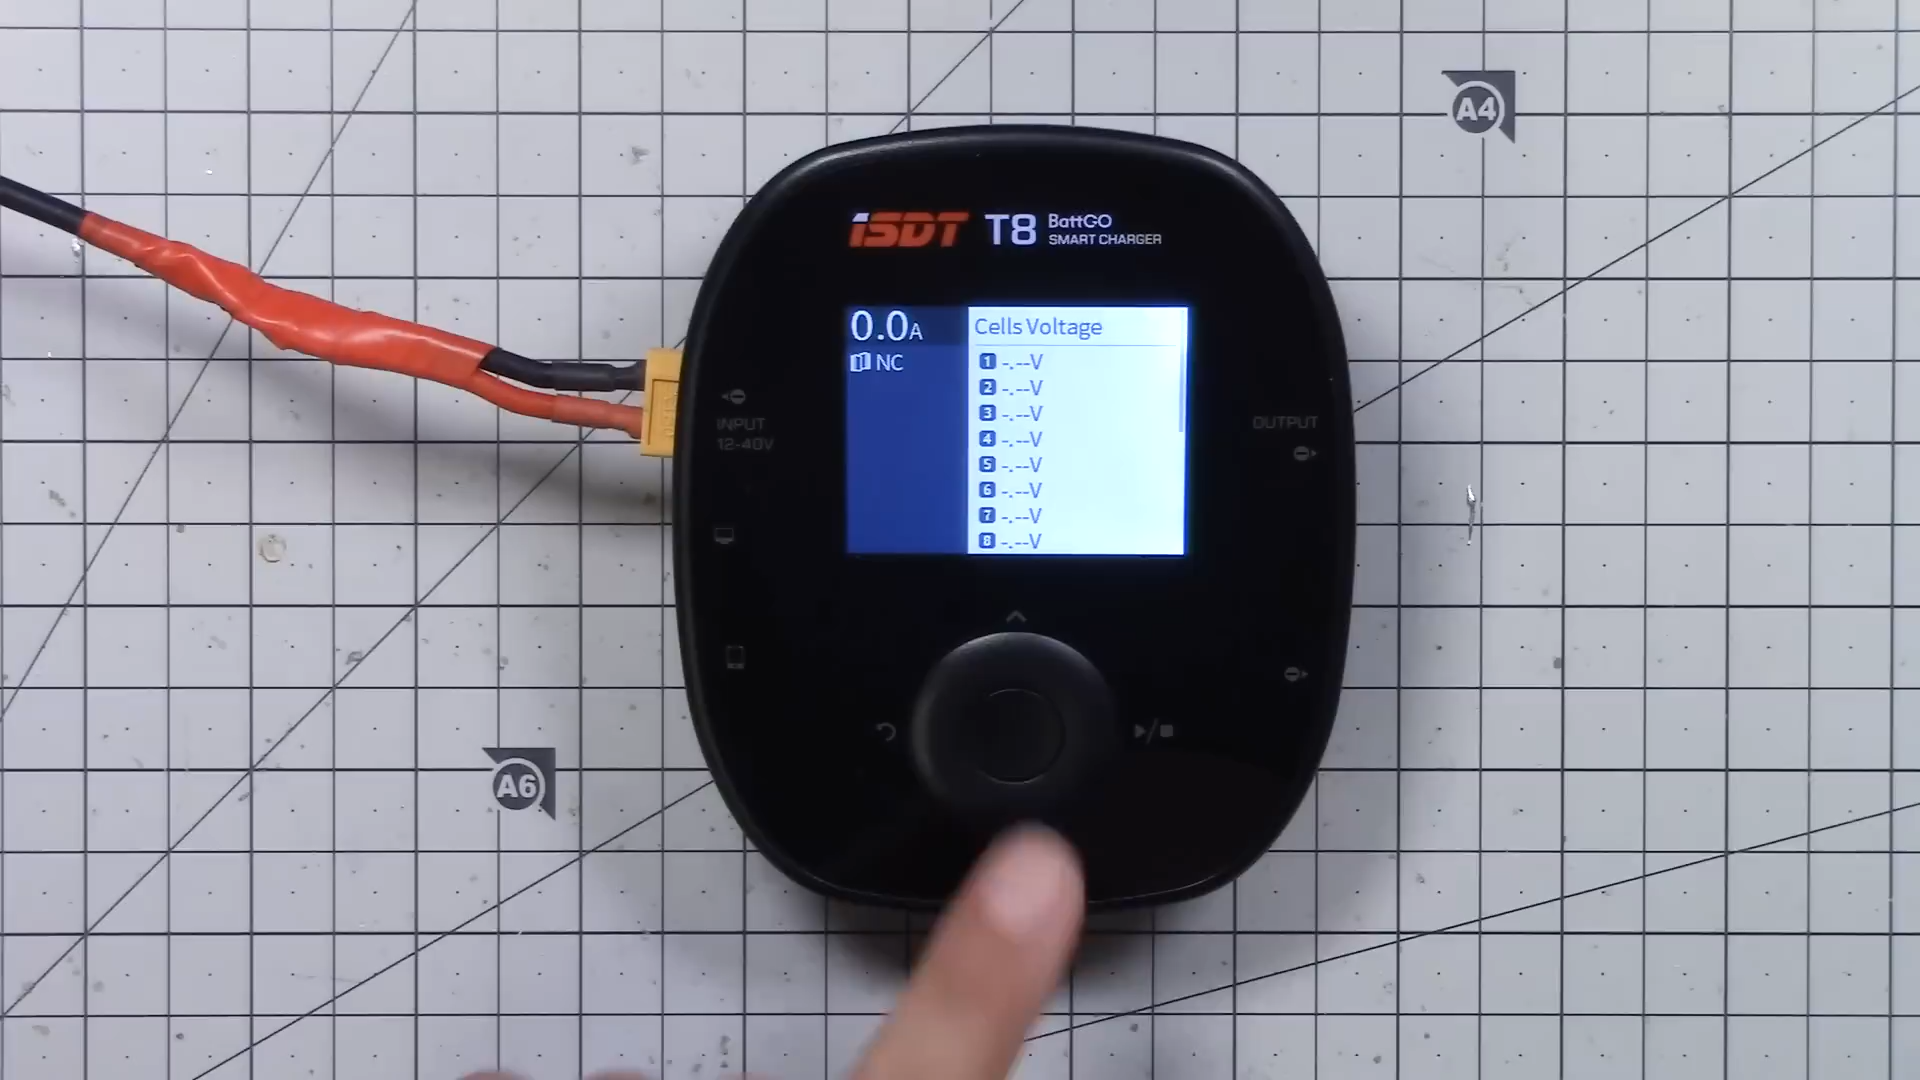 A4
iSDT T8 BattGO
SMART CHARGER
0.0A
NC
Cells Voltage
1 -.--V
2 -.--V
3 -.--V
4 -.--V
5 -.--V
6 -.--V
7 -.--V
8 -.--V
INPUT
12-40V
OUTPUT
A6